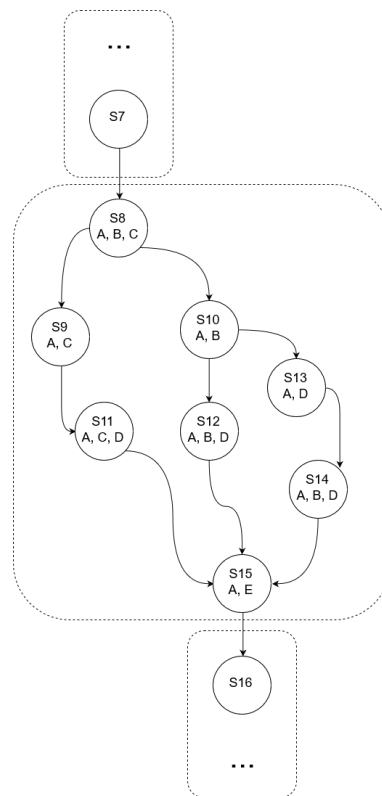 ...
S7
S8
A, B, C
S9
A, C
S10
A, B
S13
A, D
S11
A, C, D
S12
A, B, D
S14
A, B, D
S15
A, E
S16
...